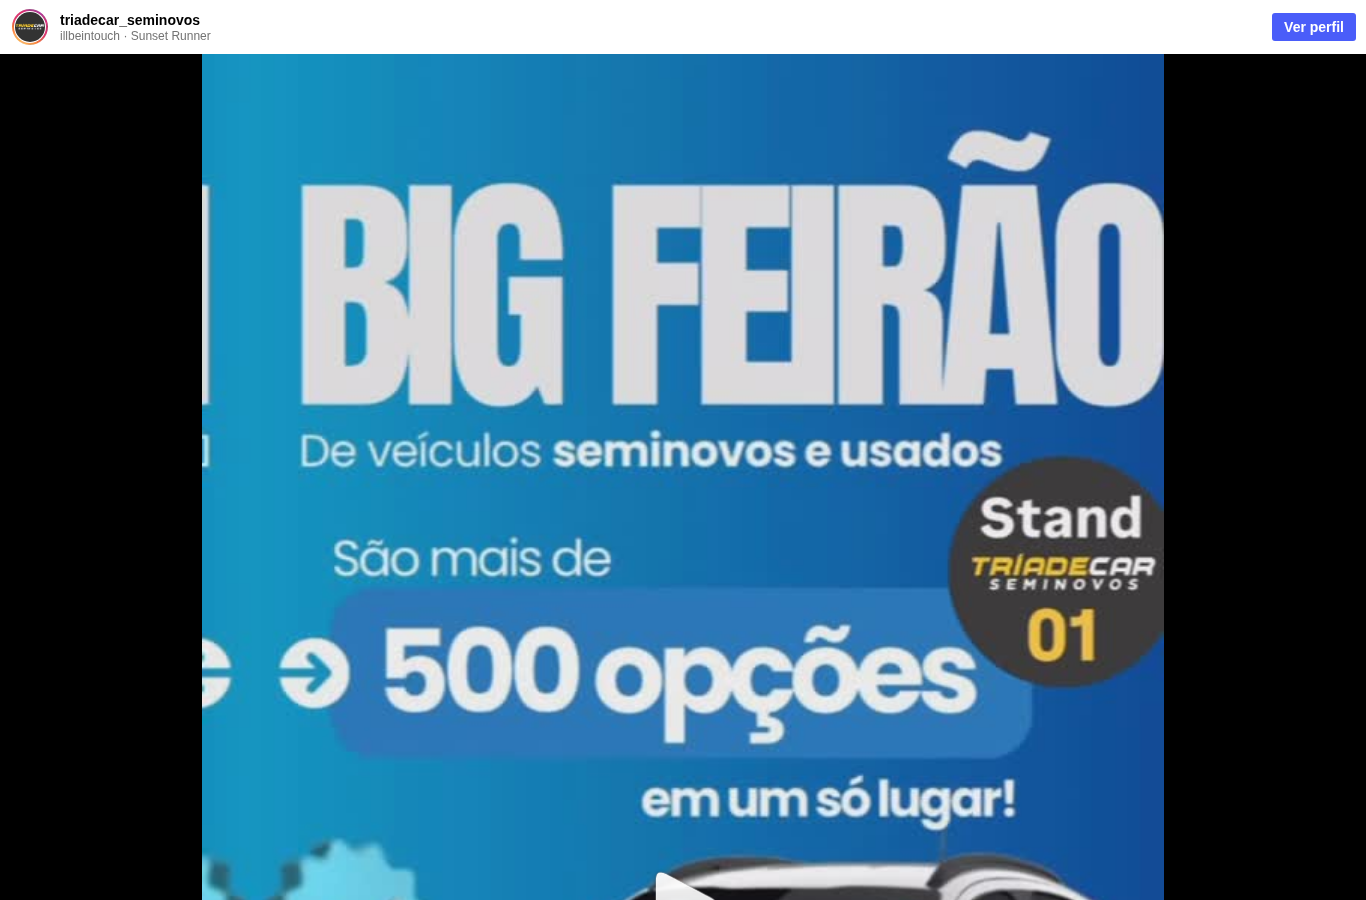 triadecar_seminovos
illbeintouch · Sunset Runner
Ver perfil
BIG FEIRÃO
De veículos seminovos e usados
Stand
TRÍADECAR
SEMINOVOS
01
São mais de
500 opções
em um só lugar!